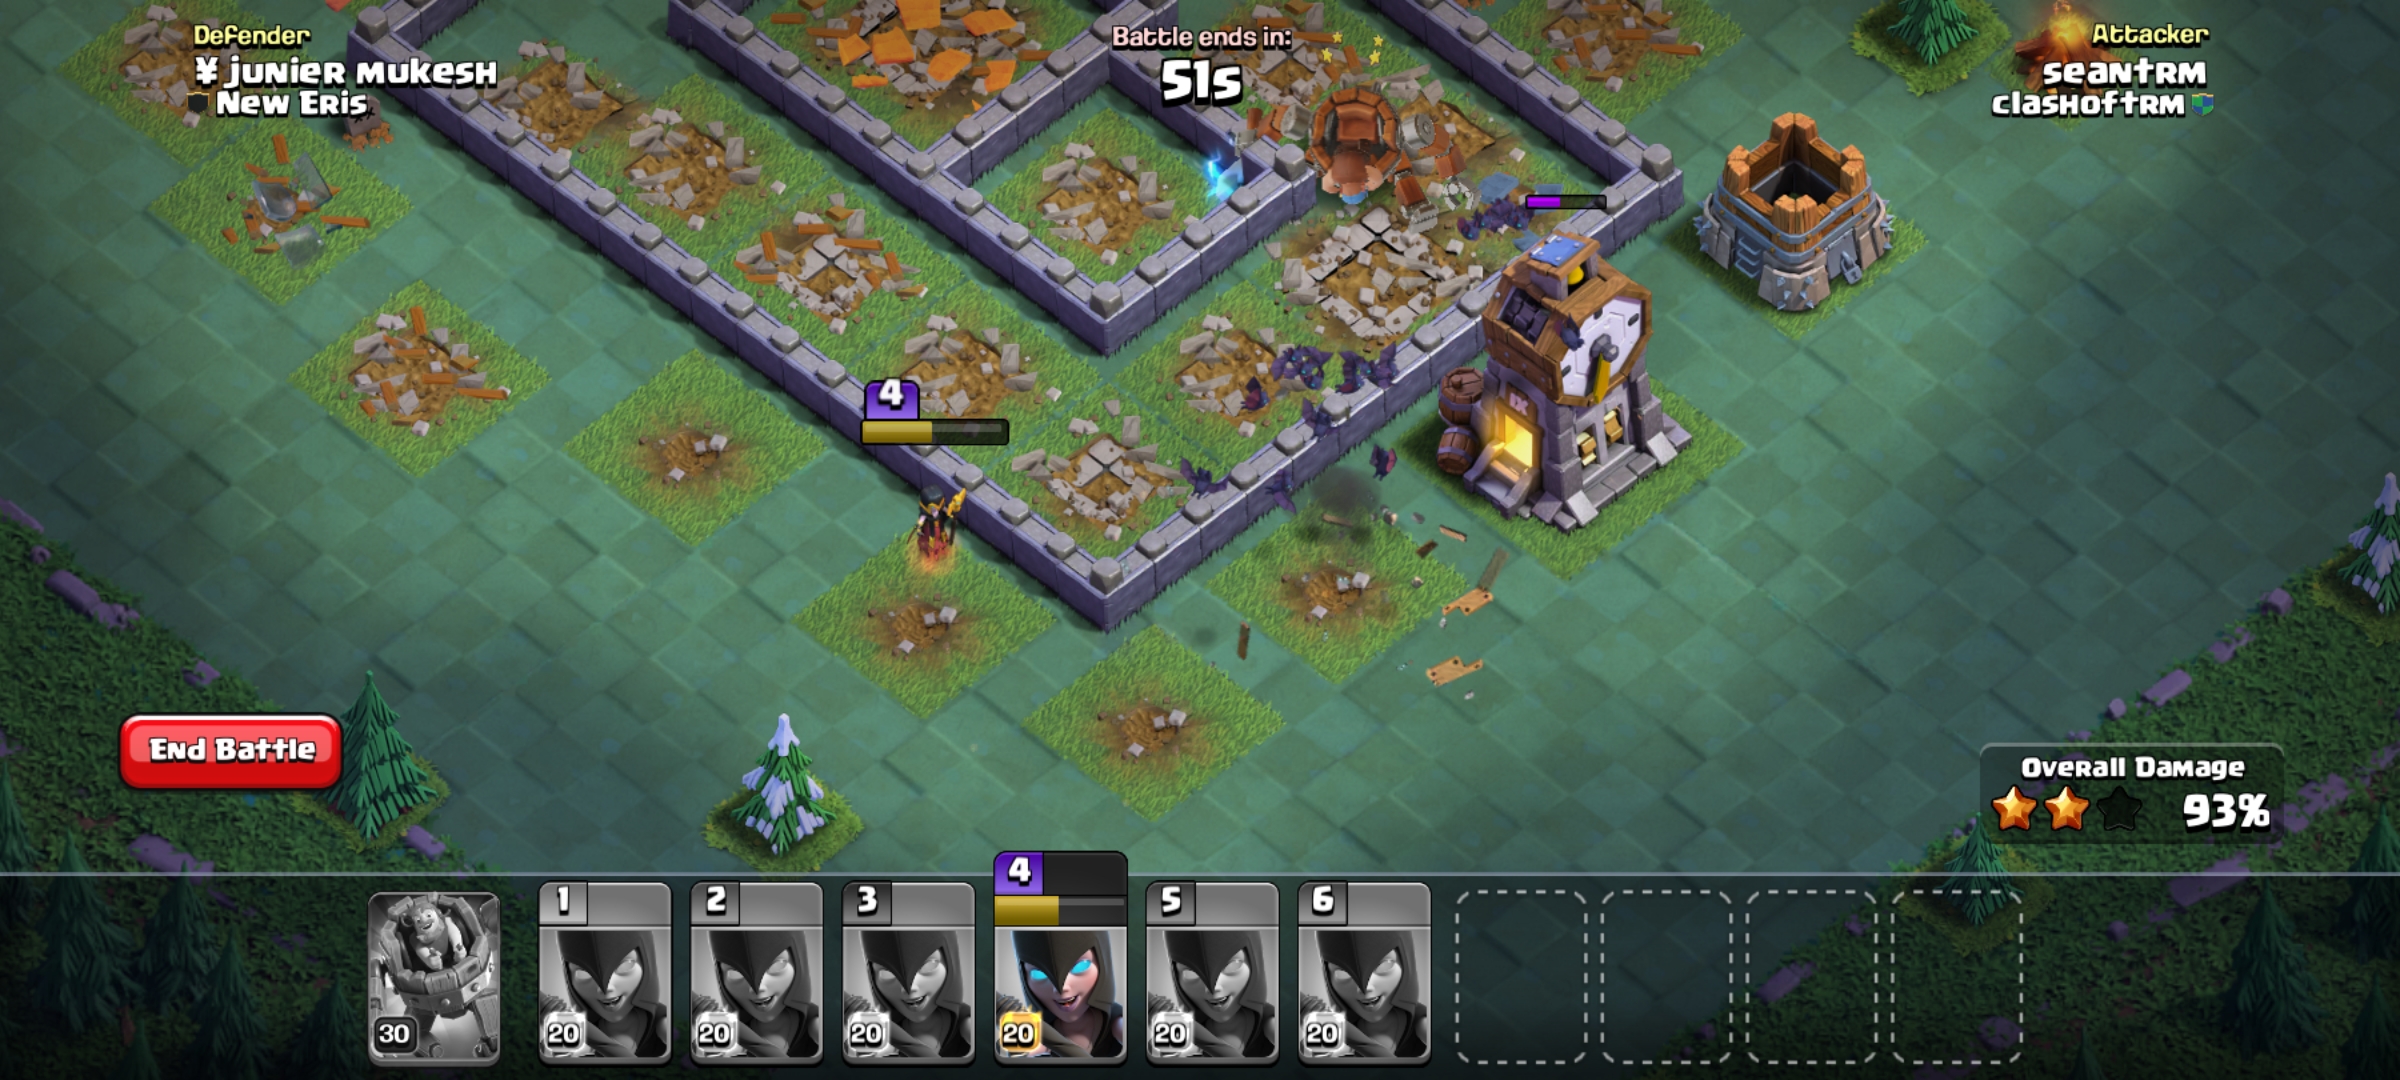 Defender
¥ junier mukesh
New Eris
Battle ends in:
51s
Attacker
seantrm
clashoftrm
4
IX
End Battle
Overall Damage
93%
30
1
20
2
20
3
20
4
20
5
20
6
20